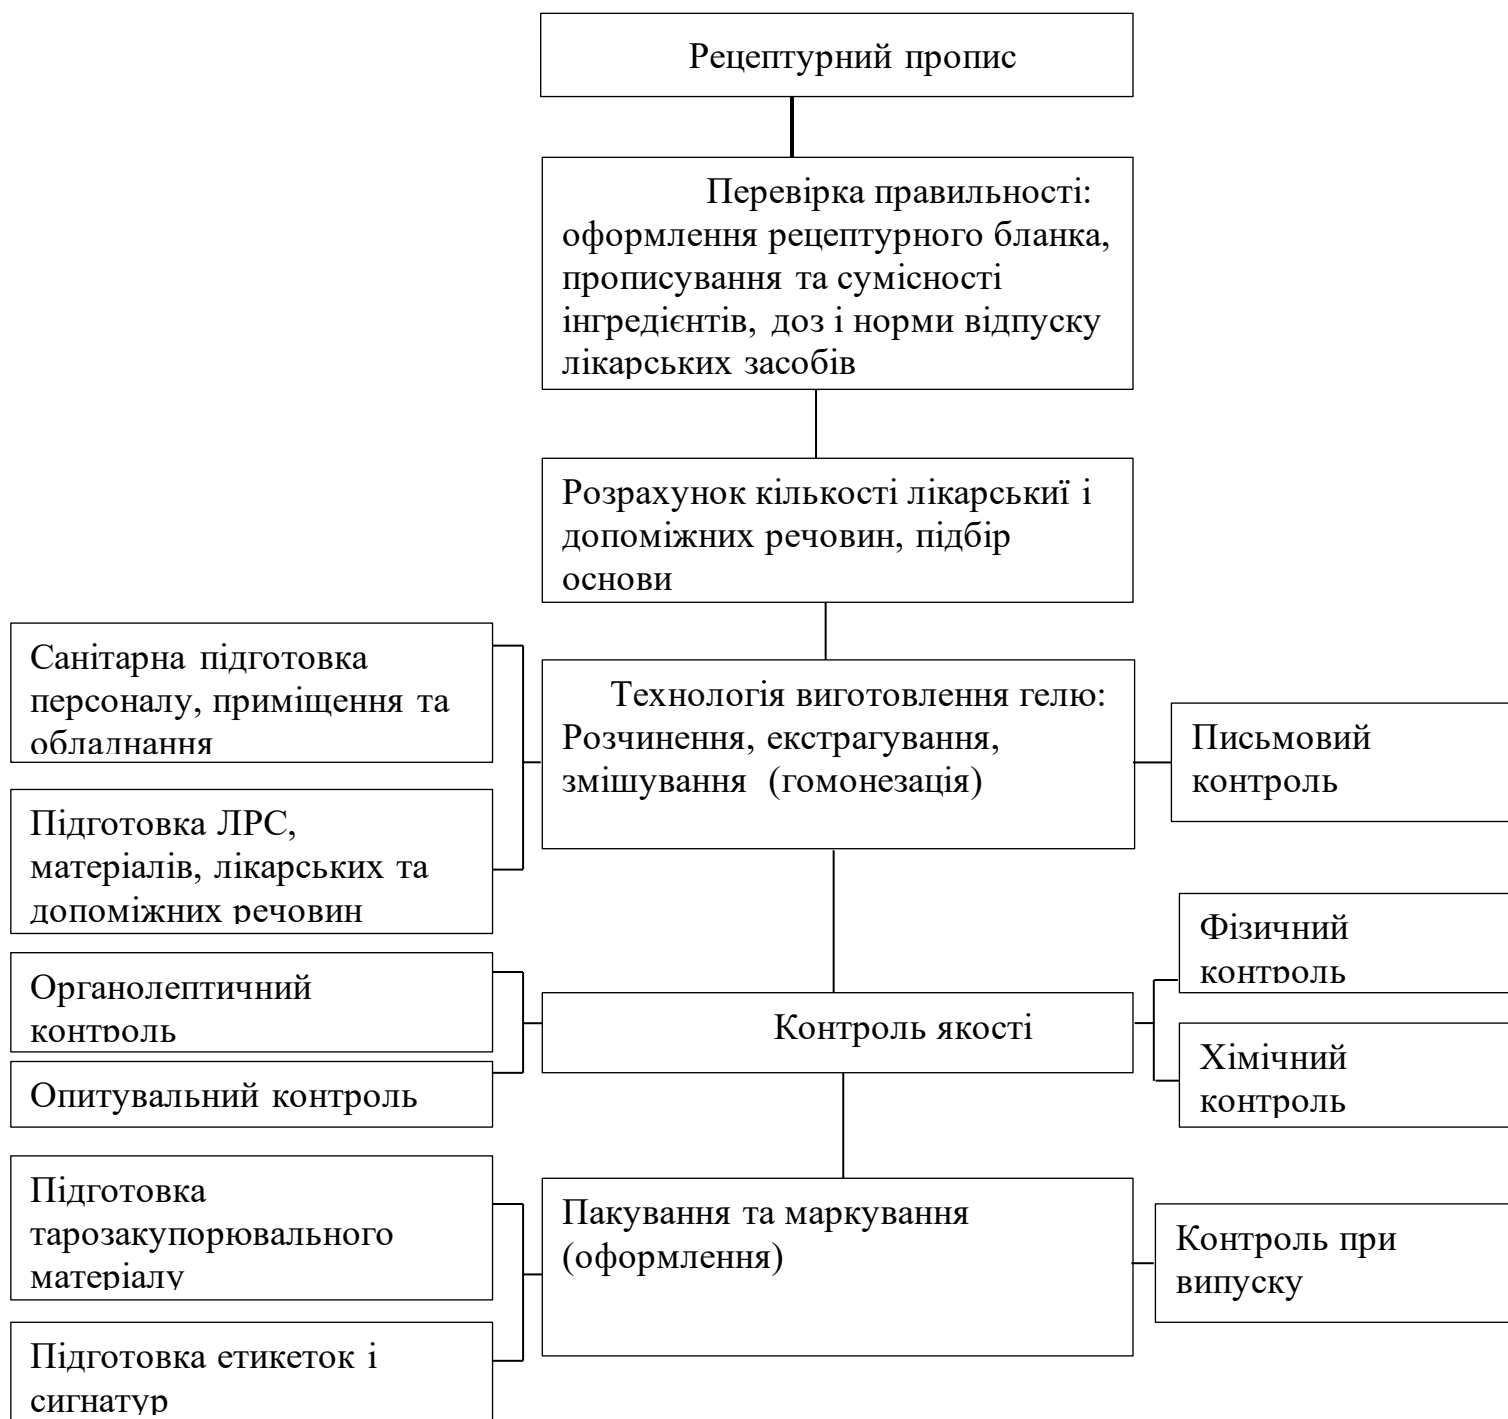 Рецептурний пропис
Перевірка правильності:
оформлення рецептурного бланка,
прописування та сумісності
інгредієнтів, доз і норми відпуску
лікарських засобів
Розрахунок кількості лікарськиї і
допоміжних речовин, підбір
основи
Санітарна підготовка
персоналу, приміщення та
обладнання
Технологія виготовлення гелю:
Розчинення, екстрагування,
змішування (гомонезація)
Письмовий
контроль
Підготовка ЛРС,
матеріалів, лікарських та
допоміжних речовин
Органолептичний
контроль
Опитувальний контроль
Контроль якості
Фізичний
контроль
Хімічний
контроль
Підготовка
тарозакупорювального
матеріалу
Підготовка етикеток і
сигнатур
Пакування та маркування
(оформлення)
Контроль при
випуску